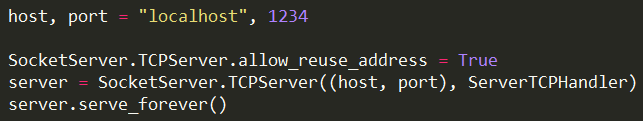 host, port = "localhost", 1234
SocketServer.TCPServer.allow_reuse_address = True
server = SocketServer.TCPServer((host, port), ServerTCPHandler)
server.serve_forever()